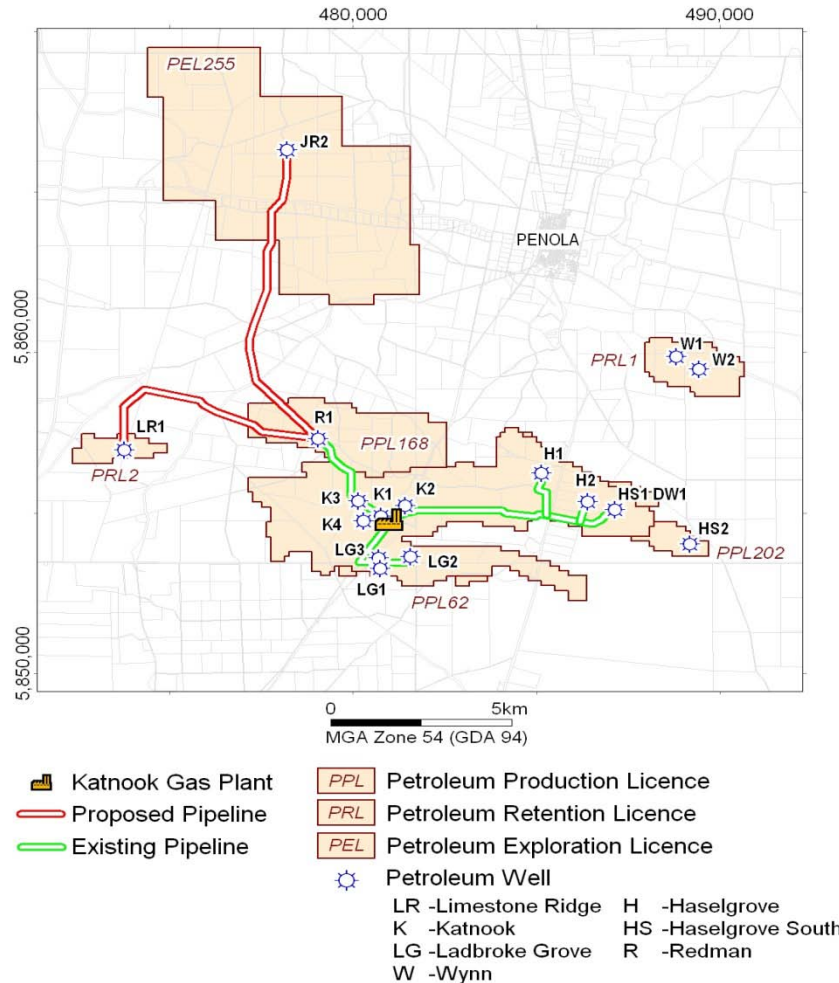 480,000 490,000
PEL255
JR2
PENOLA
5,860,000
W1
PRL1
W2
R1
LR1
PPL168
PRL2
H1
K2
H2
K3
K1
HS1 DW1
K4
HS2
LG3
LG2
PPL202
LG1
PPL62
5,850,000
0 5km
MGA Zone 54 (GDA 94)
Katnook Gas Plant
Proposed Pipeline
Existing Pipeline
PPL Petroleum Production Licence
PRL Petroleum Retention Licence
PEL Petroleum Exploration Licence
Petroleum Well
LR -Limestone Ridge H -Haselgrove
K -Katnook HS -Haselgrove South
LG -Ladbroke Grove R -Redman
W -Wynn